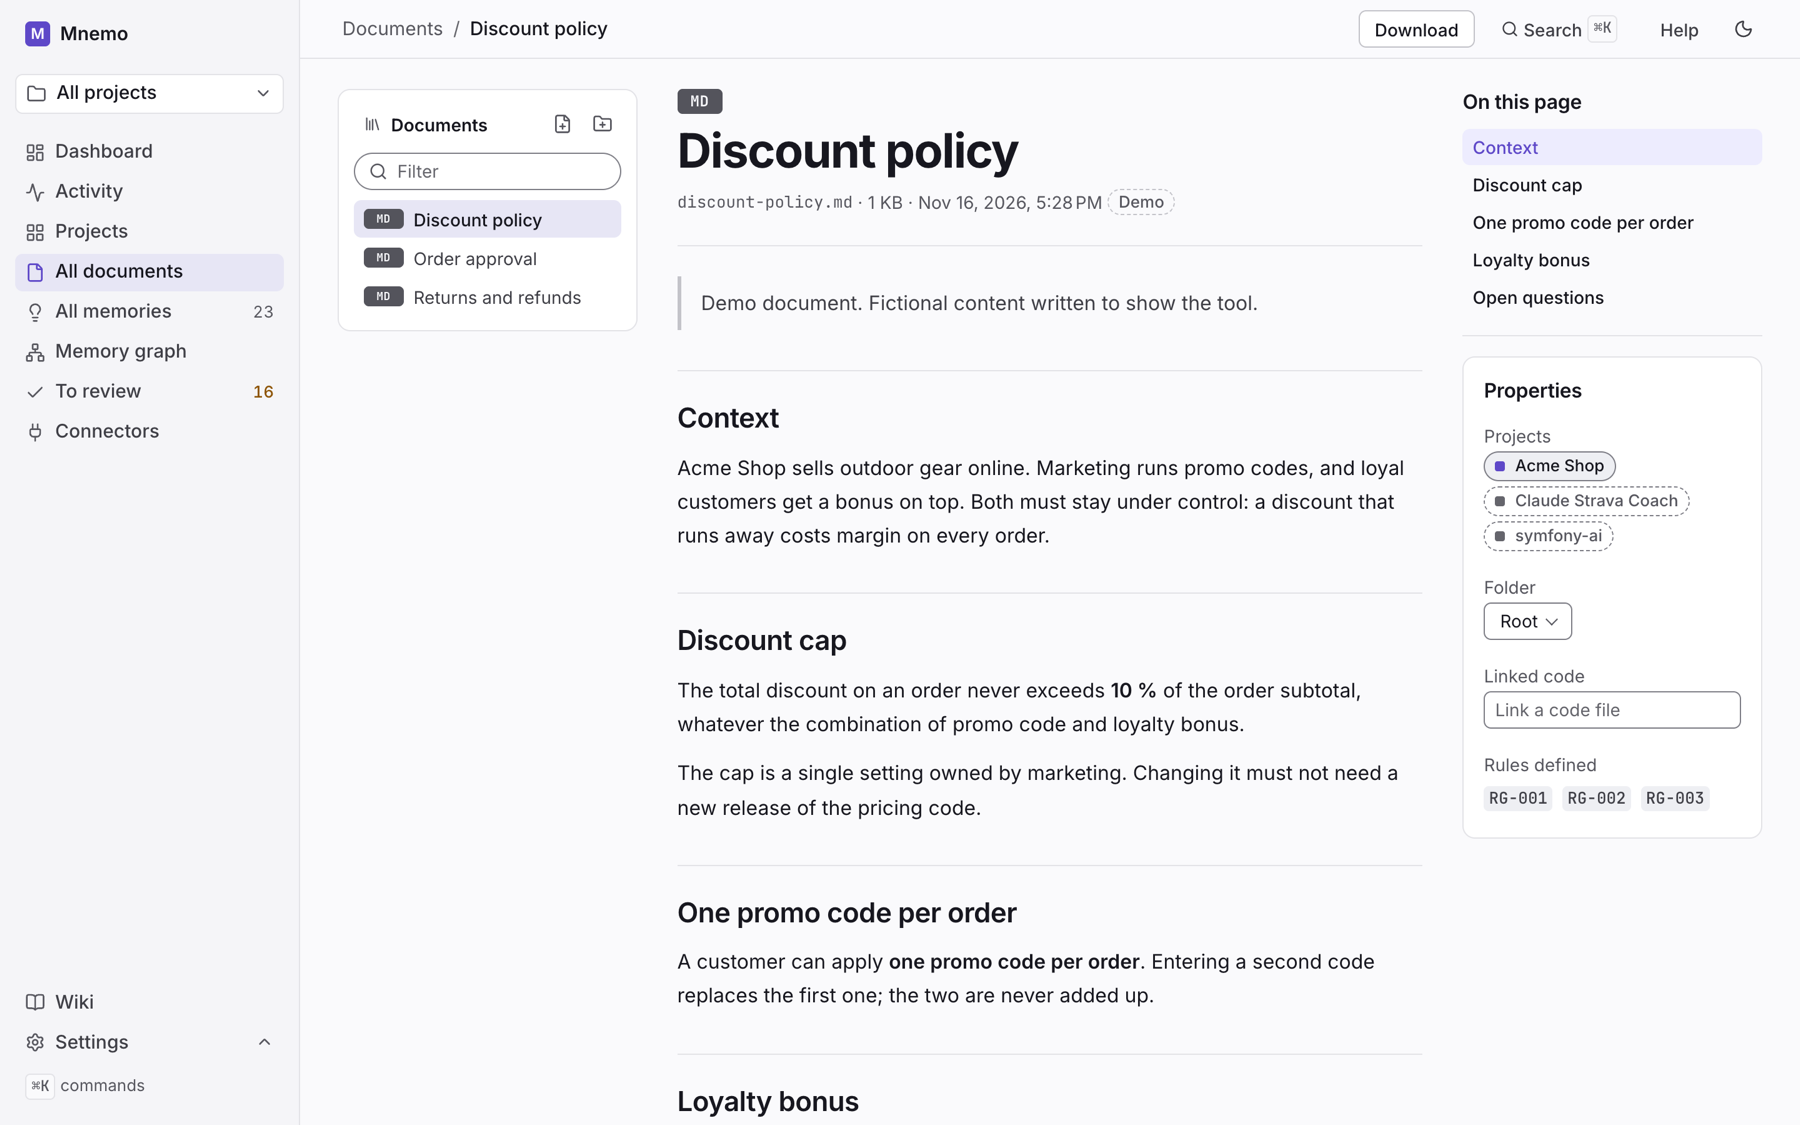 M Mnemo
All projects
Dashboard
Activity
Projects
All documents
All memories 23
Memory graph
To review 16
Connectors
Wiki
Settings
⌘K commands
Documents / Discount policy
Download
Search ⌘K
Help
Documents
Filter
MD Discount policy
MD Order approval
MD Returns and refunds
MD
Discount policy
discount-policy.md · 1 KB · Nov 16, 2026, 5:28 PM Demo
Demo document. Fictional content written to show the tool.
Context
Acme Shop sells outdoor gear online. Marketing runs promo codes, and loyal
customers get a bonus on top. Both must stay under control: a discount that
runs away costs margin on every order.
Discount cap
The total discount on an order never exceeds 10 % of the order subtotal,
whatever the combination of promo code and loyalty bonus.
The cap is a single setting owned by marketing. Changing it must not need a
new release of the pricing code.
One promo code per order
A customer can apply one promo code per order. Entering a second code
replaces the first one; the two are never added up.
Loyalty bonus
On this page
Context
Discount cap
One promo code per order
Loyalty bonus
Open questions
Properties
Projects
Acme Shop
Claude Strava Coach
symfony-ai
Folder
Root
Linked code
Link a code file
Rules defined
RG-001 RG-002 RG-003